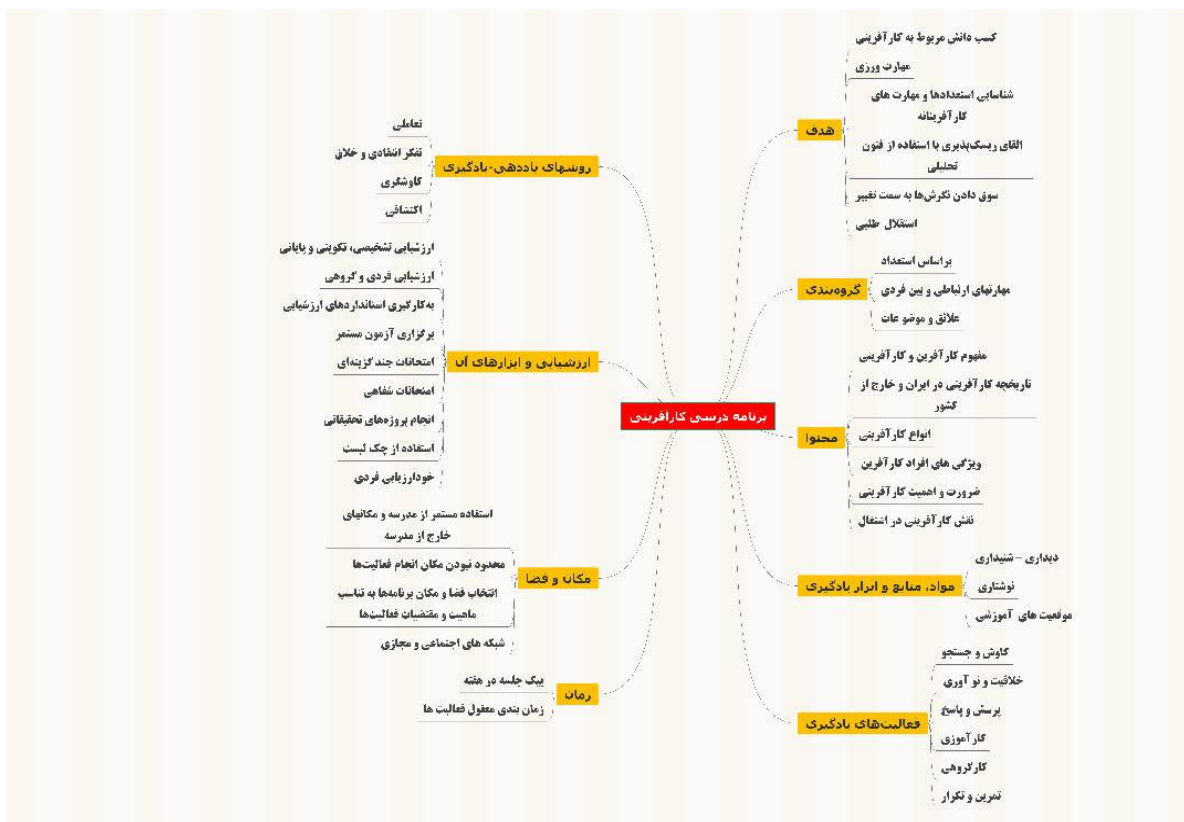 برنامه درسی کارآفرینی
هدف
کسب دانش مربوط به کارآفرینی
مهارت ورزی
شناسایی استعدادها و مهارت های
کارآفرینانه
القای ریسک‌پذیری با استفاده از فنون
تحلیلی
سوق دادن نگرش‌ها به سمت تغییر
استقلال طلبی
گروه‌بندی
براساس استعداد
مهارتهای ارتباطی و بین فردی
علائق و موضوعات
محتوا
مفهوم کارآفرین و کارآفرینی
تاریخچه کارآفرینی در ایران و خارج از
کشور
انواع کارآفرینی
ویژگی های افراد کارآفرین
ضرورت و اهمیت کارآفرینی
نقش کارآفرینی در اشتغال
مواد، منابع و ابزار یادگیری
دیداری - شنیداری
نوشتاری
موقعیت های آموزشی
فعالیت‌های یادگیری
کاوش و جستجو
خلاقیت و نو آوری
پرسش و پاسخ
کارآموزی
کارگروهی
تمرین و تکرار
روشهای یاددهی-یادگیری
تعاملی
تفکر انتقادی و خلاق
کاوشگری
اکتشافی
ارزشیابی و ابزارهای آن
ارزشیابی تشخیصی، تکوینی و پایانی
ارزشیابی فردی و گروهی
به‌کارگیری استانداردهای ارزشیابی
برگزاری آزمون مستمر
امتحانات چند گزینه‌ای
امتحانات شفاهی
انجام پروژه‌های تحقیقاتی
استفاده از چک لیست
خودارزیابی فردی
مکان و فضا
استفاده مستمر از مدرسه و مکانهای
خارج از مدرسه
محدود نبودن مکان انجام فعالیت‌ها
انتخاب فضا و مکان برنامه‌ها به تناسب
ماهیت و مقتضیات فعالیت‌ها
شبکه های اجتماعی و مجازی
زمان
ییک جلسه در هفته
زمان بندی معقول فعالیت ها